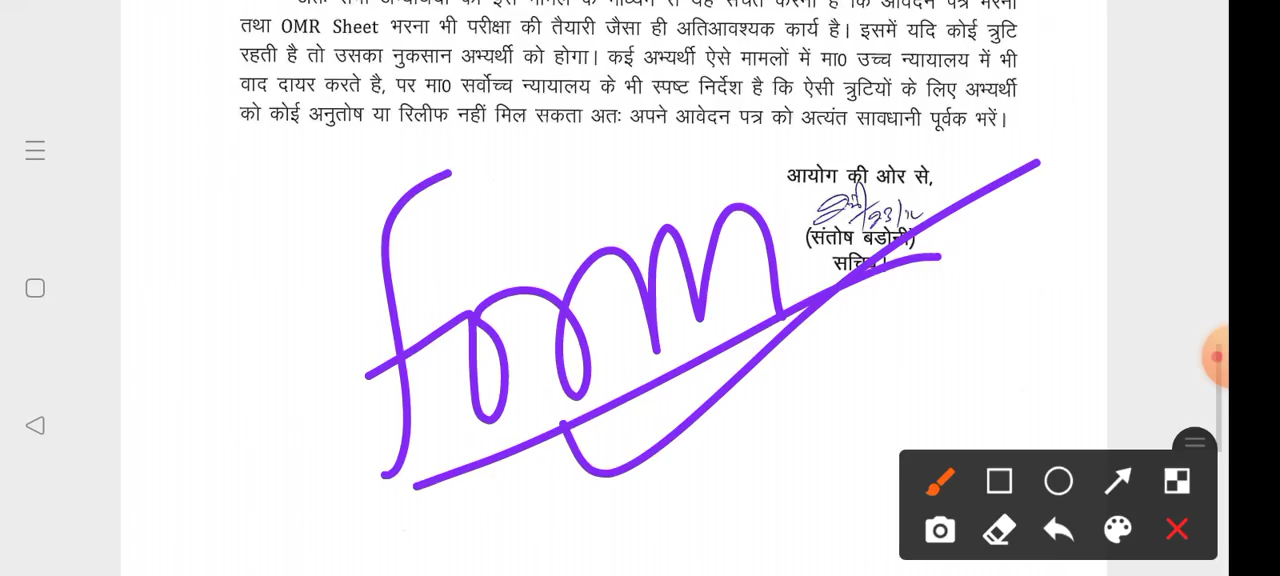 तथा OMR Sheet भरना भी परीक्षा की तैयारी जैसा ही अतिआवश्यक कार्य है। इसमें यदि कोई त्रुटि
रहती है तो उसका नुकसान अभ्यर्थी को होगा। कई अभ्यर्थी ऐसे मामलों में मा0 उच्च न्यायालय में भी
वाद दायर करते है, पर मा0 सर्वोच्च न्यायालय के भी स्पष्ट निर्देश है कि ऐसी त्रुटियों के लिए अभ्यर्थी
को कोई अनुतोष या रिलीफ नहीं मिल सकता अतः अपने आवेदन पत्र को अत्यंत सावधानी पूर्वक भरें।
आयोग की ओर से,
(संतोष बडोनी)
सचिव।
form